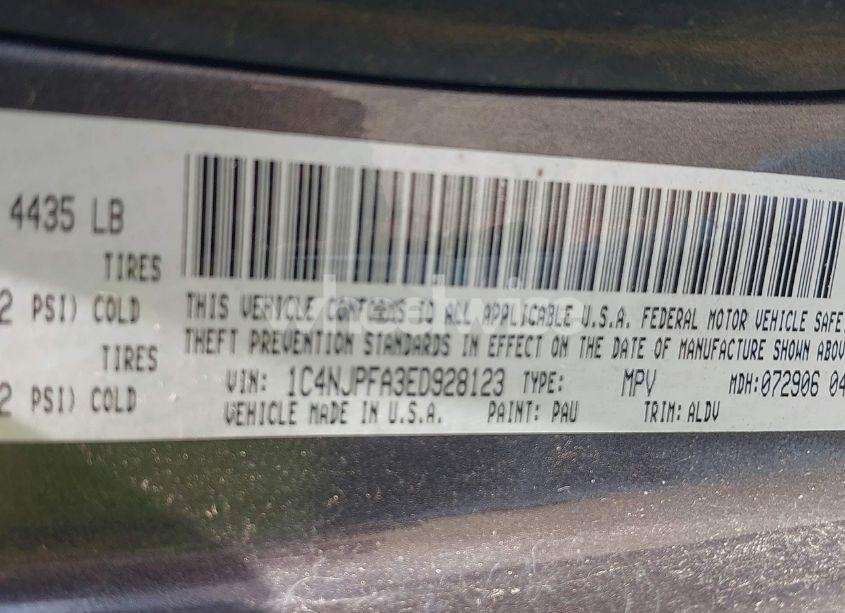 4435 LB
TIRES
2 PSI) COLD
TIRES
2 PSI) COLD
THIS VEHICLE CONFORMS TO ALL APPLICABLE U.S.A. FEDERAL MOTOR VEHICLE SAFE
THEFT PREVENTION STANDARDS IN EFFECT ON THE DATE OF MANUFACTURE SHOWN ABOV
VIN: 1C4NJPFA3ED928123 TYPE: MPV MDH:072906 04
VEHICLE MADE IN U.S.A. PAINT: PAU TRIM: ALDV